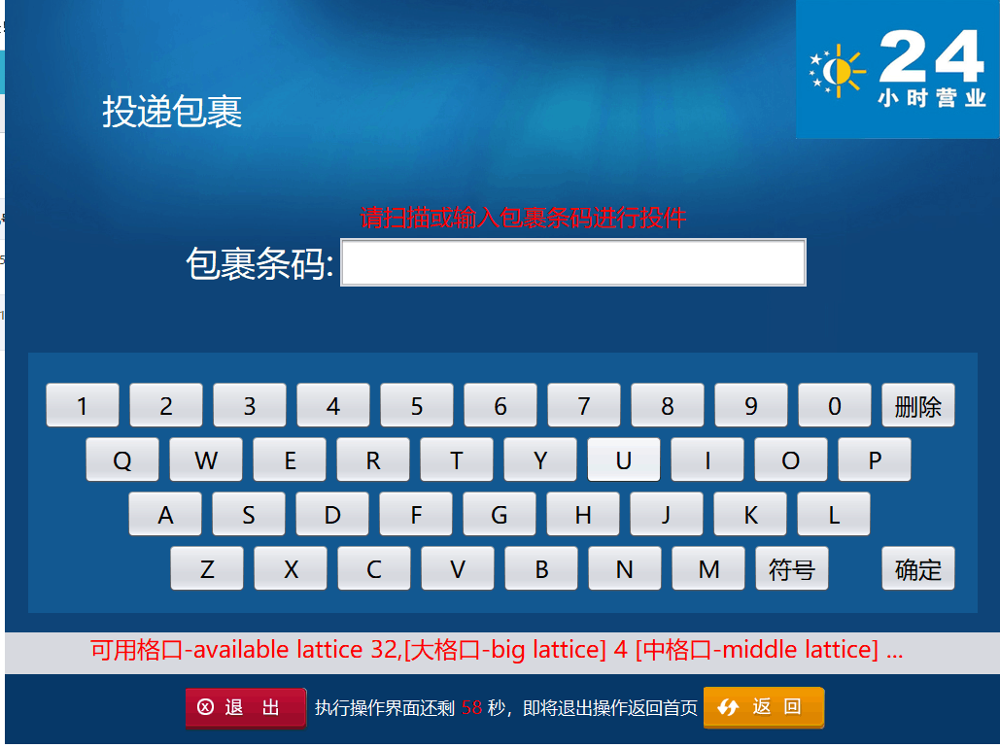 24
小时营业
投递包裹
请扫描或输入包裹条码进行投件
包裹条码:
1 2 3 4 5 6 7 8 9 0 删除
Q W E R T Y U I O P
A S D F G H J K L
Z X C V B N M 符号 确定
可用格口-available lattice 32,[大格口-big lattice] 4 [中格口-middle lattice] ...
退 出 执行操作界面还剩 58 秒，即将退出操作返回首页 返 回